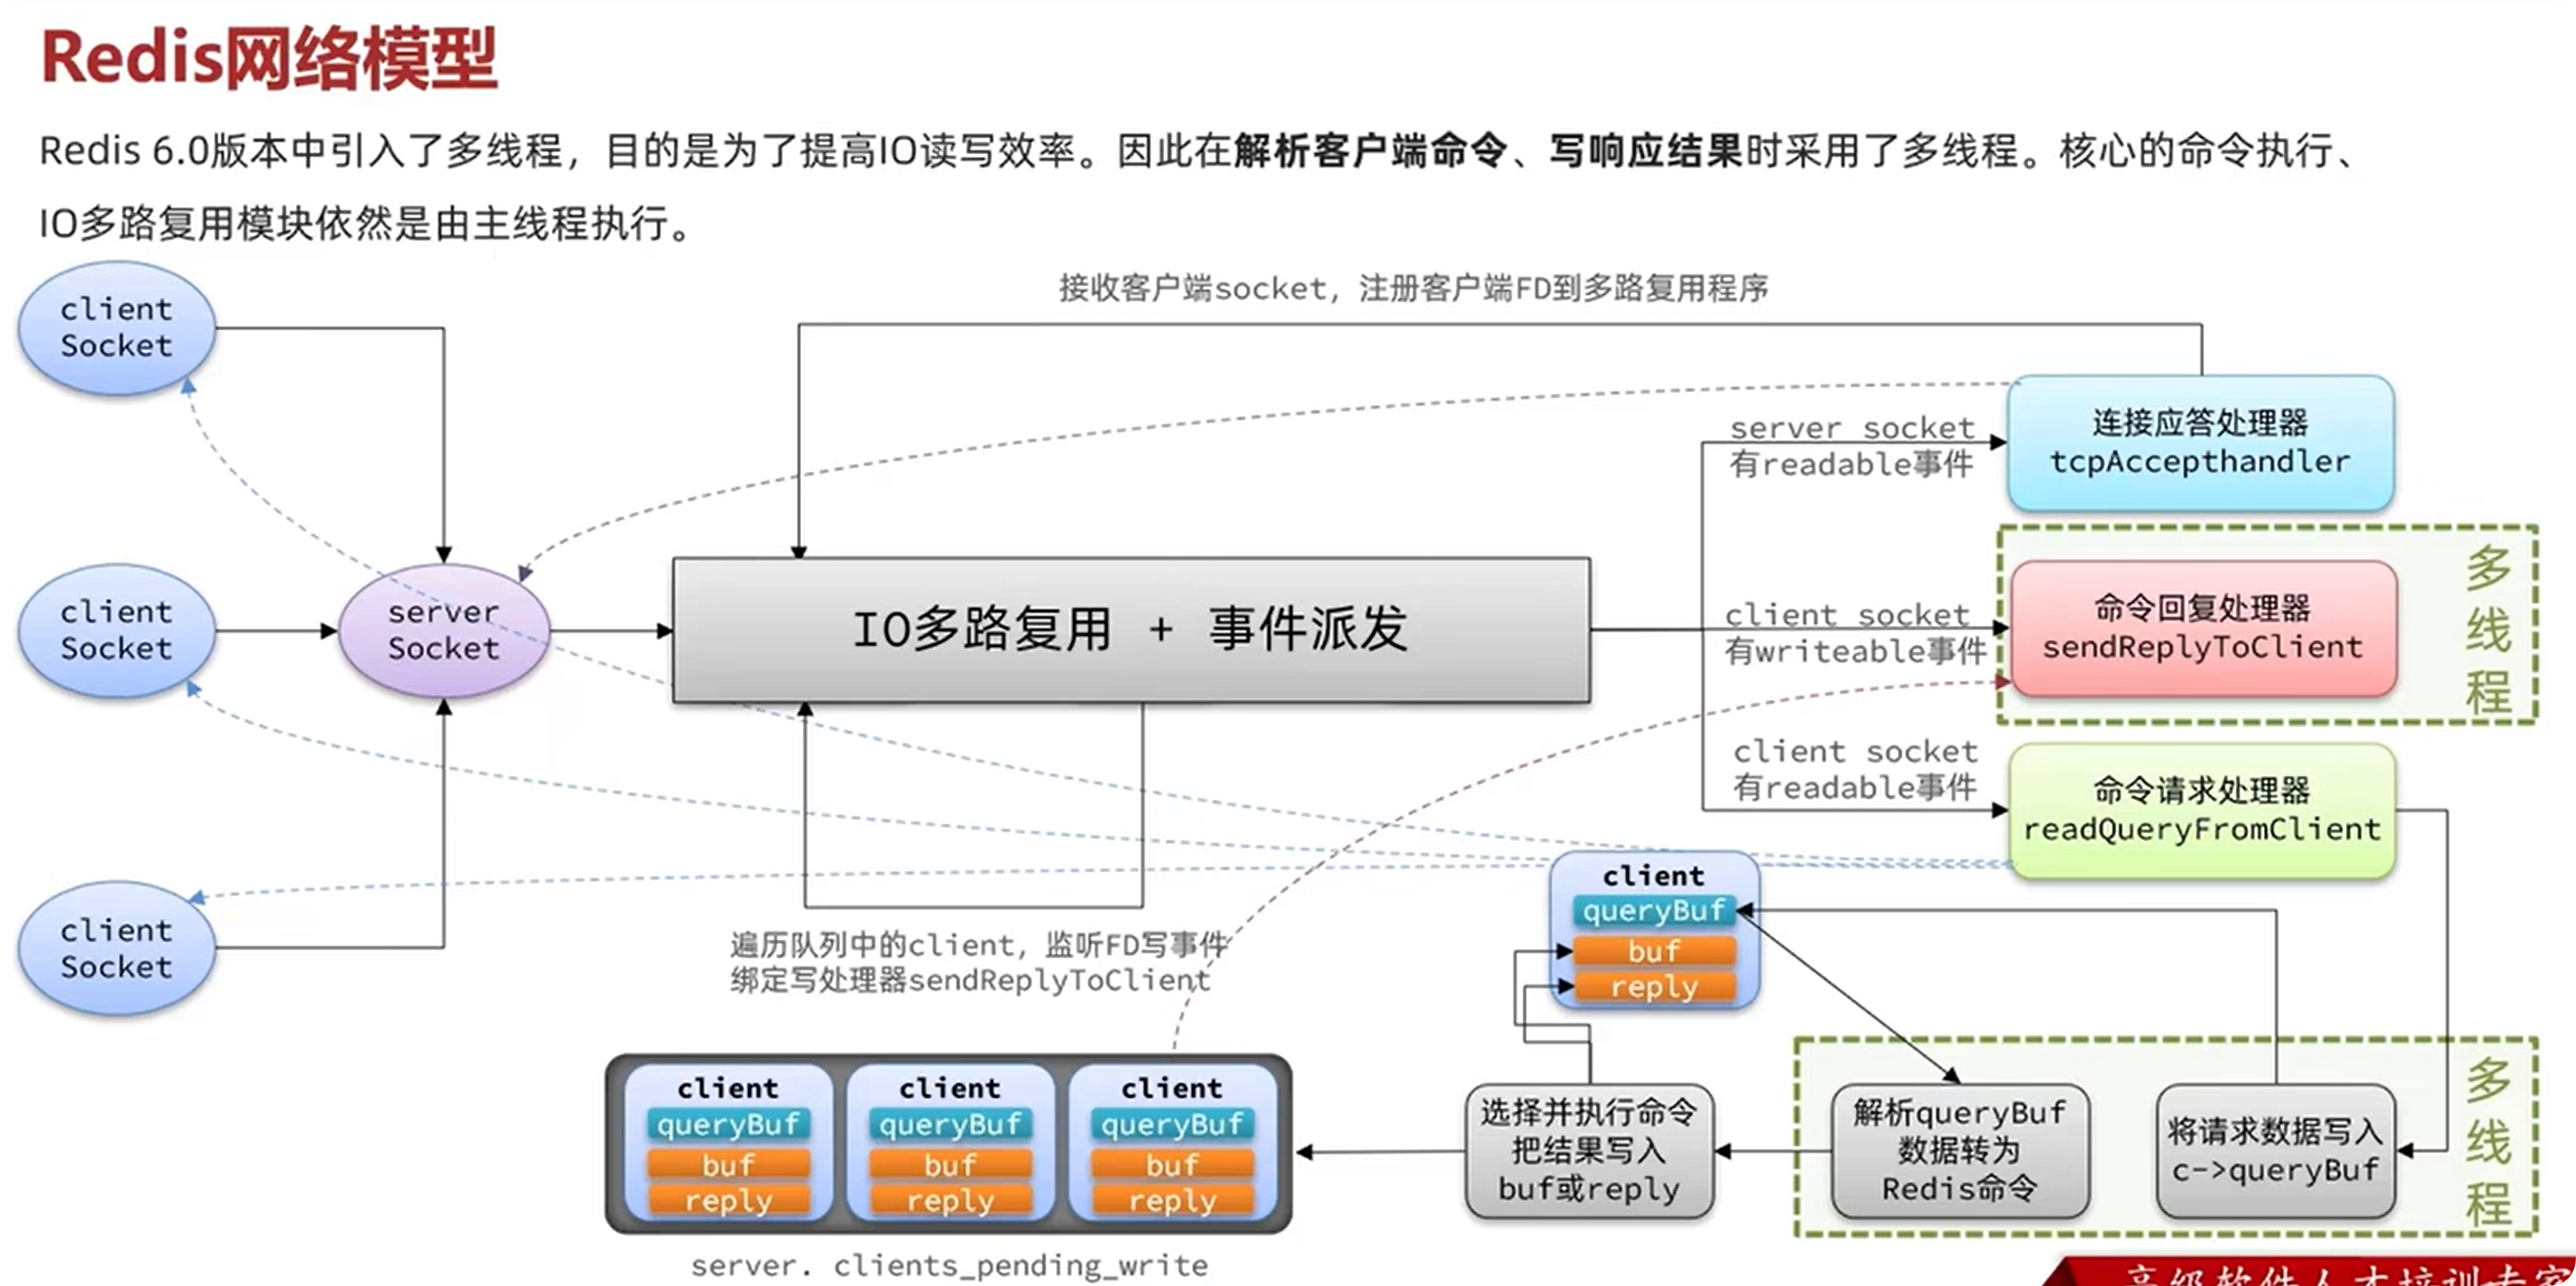 Redis网络模型
Redis 6.0版本中引入了多线程，目的是为了提高IO读写效率。因此在解析客户端命令、写响应结果时采用了多线程。核心的命令执行、
IO多路复用模块依然是由主线程执行。
接收客户端socket，注册客户端FD到多路复用程序
client
Socket
client
Socket
client
Socket
server
Socket
IO多路复用 + 事件派发
server socket
有readable事件
连接应答处理器
tcpAccepthandler
client socket
有writeable事件
命令回复处理器
sendReplyToClient
多
线
程
client socket
有readable事件
命令请求处理器
readQueryFromClient
遍历队列中的client，监听FD写事件
绑定写处理器sendReplyToClient
client
queryBuf
buf
reply
client
queryBuf
buf
reply
client
queryBuf
buf
reply
client
queryBuf
buf
reply
选择并执行命令
把结果写入
buf或reply
解析queryBuf
数据转为
Redis命令
将请求数据写入
c->queryBuf
多
线
程
server. clients_pending_write
高级软件人才培训专家